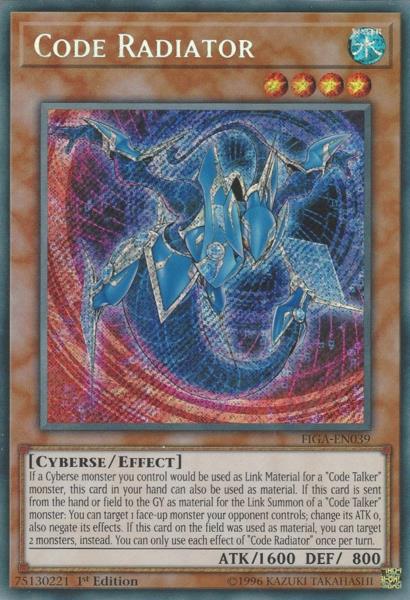 CODE RADIATOR
水
FIGA-EN039
[CYBERSE/EFFECT]
If a Cyberse monster you control would be used as Link Material for a "Code Talker"
monster, this card in your hand can also be used as material. If this card is sent
from the hand or field to the GY as material for the Link Summon of a "Code Talker"
monster: You can target 1 face-up monster your opponent controls; change its ATK 0,
also negate its effects. If this card on the field was used as material, you can target
2 monsters, instead. You can only use each effect of "Code Radiator" once per turn.
ATK/1600 DEF/ 800
75130221 1st Edition ©1996 KAZUKI TAKAHASHI